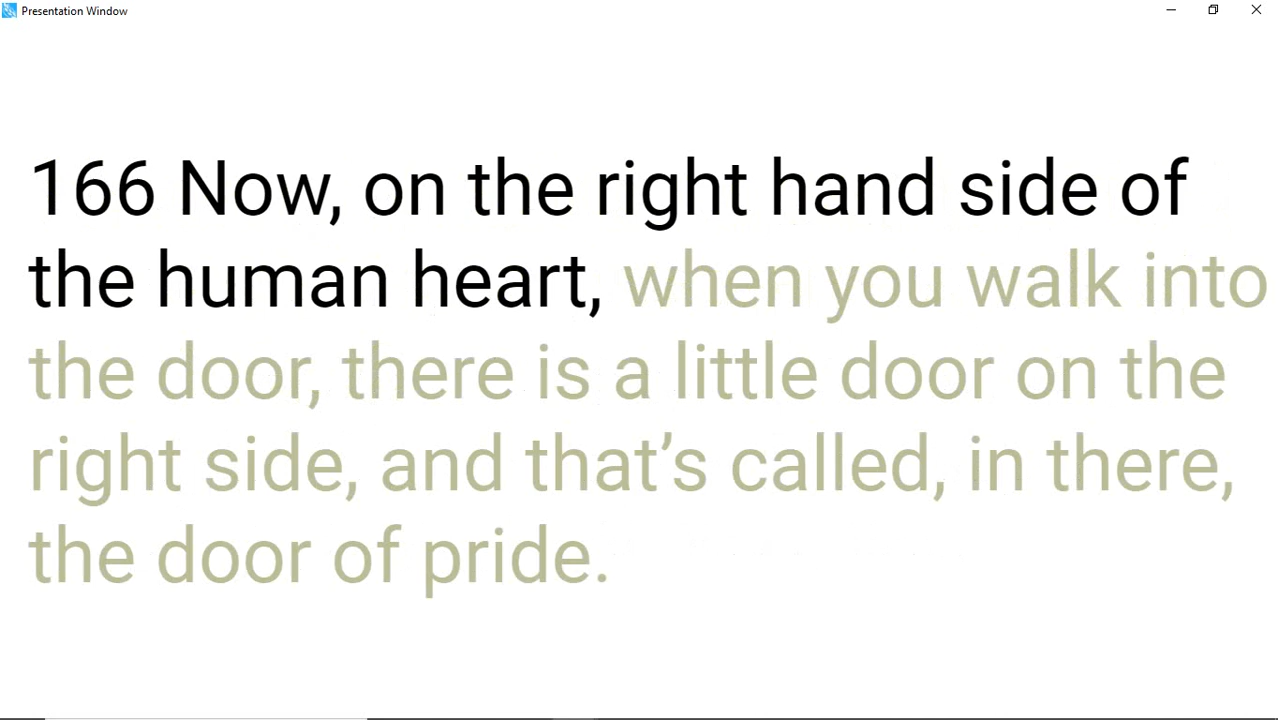 Presentation Window
166 Now, on the right hand side of
the human heart, when you walk into
the door, there is a little door on the
right side, and that’s called, in there,
the door of pride.